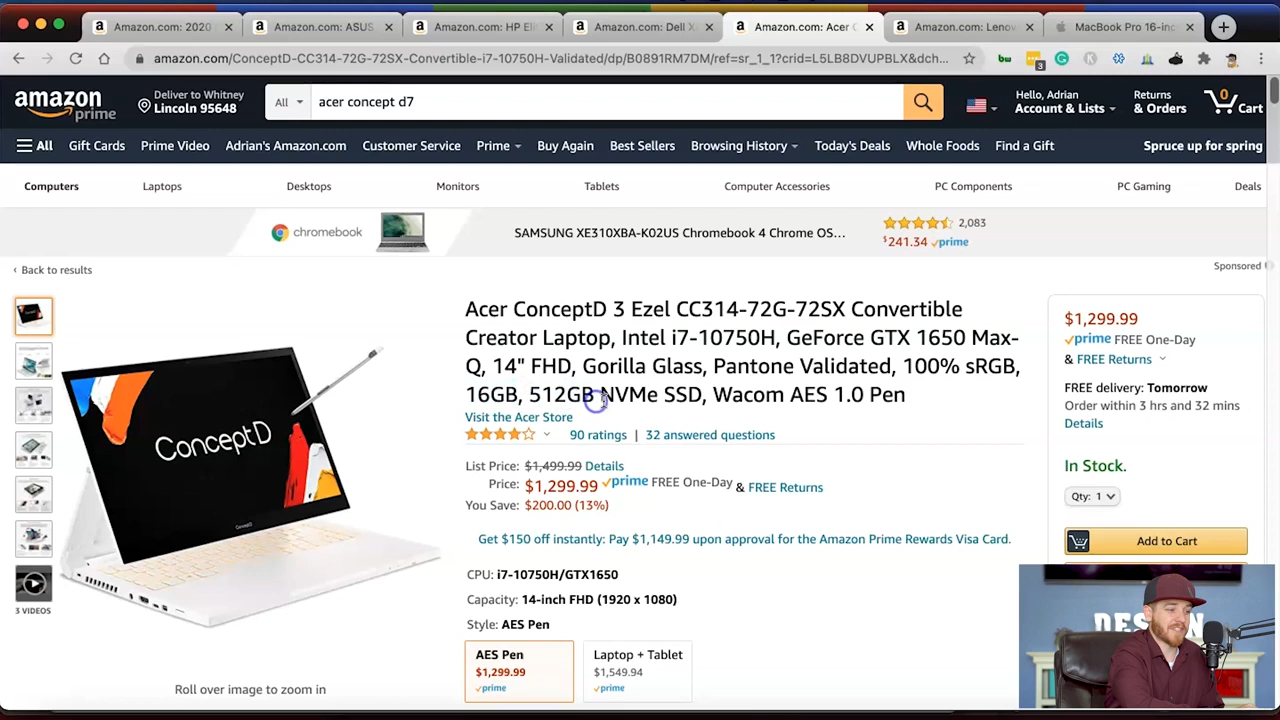 Amazon.com: 2020
Amazon.com: ASUS
Amazon.com: HP Eli
Amazon.com: Dell X
Amazon.com: Acer C
Amazon.com: Lenov
MacBook Pro 16-inc
amazon.com/ConceptD-CC314-72G-72SX-Convertible-i7-10750H-Validated/dp/B0891RM7DM/ref=sr_1_1?crid=L5LB8DVUPBLX&dch...
amazon prime
Deliver to Whitney
Lincoln 95648
All
acer concept d7
Hello, Adrian
Account & Lists
Returns
& Orders
0
Cart
All
Gift Cards
Prime Video
Adrian's Amazon.com
Customer Service
Prime
Buy Again
Best Sellers
Browsing History
Today's Deals
Whole Foods
Find a Gift
Spruce up for spring
Computers
Laptops
Desktops
Monitors
Tablets
Computer Accessories
PC Components
PC Gaming
Deals
chromebook
SAMSUNG XE310XBA-K02US Chromebook 4 Chrome OS...
2,083
$241.34 prime
‹ Back to results
Sponsored
Acer ConceptD 3 Ezel CC314-72G-72SX Convertible
Creator Laptop, Intel i7-10750H, GeForce GTX 1650 Max-
Q, 14" FHD, Gorilla Glass, Pantone Validated, 100% sRGB,
16GB, 512GB NVMe SSD, Wacom AES 1.0 Pen
Visit the Acer Store
90 ratings | 32 answered questions
List Price: $1,499.99 Details
Price: $1,299.99 prime FREE One-Day & FREE Returns
You Save: $200.00 (13%)
Get $150 off instantly: Pay $1,149.99 upon approval for the Amazon Prime Rewards Visa Card.
CPU: i7-10750H/GTX1650
Capacity: 14-inch FHD (1920 x 1080)
Style: AES Pen
AES Pen
$1,299.99
prime
Laptop + Tablet
$1,549.94
prime
ConceptD
ConceptD
3 VIDEOS
Roll over image to zoom in
$1,299.99
prime FREE One-Day
& FREE Returns
FREE delivery: Tomorrow
Order within 3 hrs and 32 mins
Details
In Stock.
Qty: 1
Add to Cart